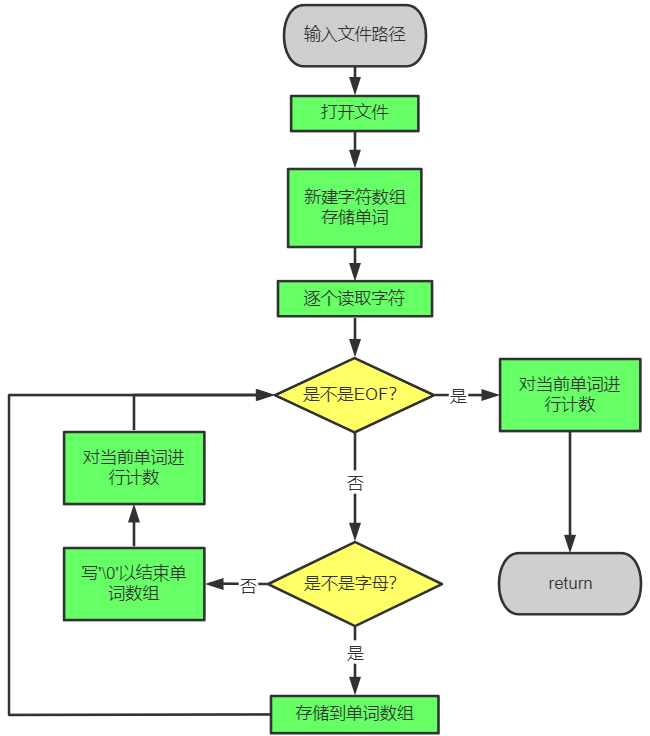 输入文件路径
打开文件
新建字符数组
存储单词
逐个读取字符
是不是EOF?
是
对当前单词进
行计数
对当前单词进
行计数
否
写'\0'以结束单
词数组
否
是不是字母?
return
是
存储到单词数组